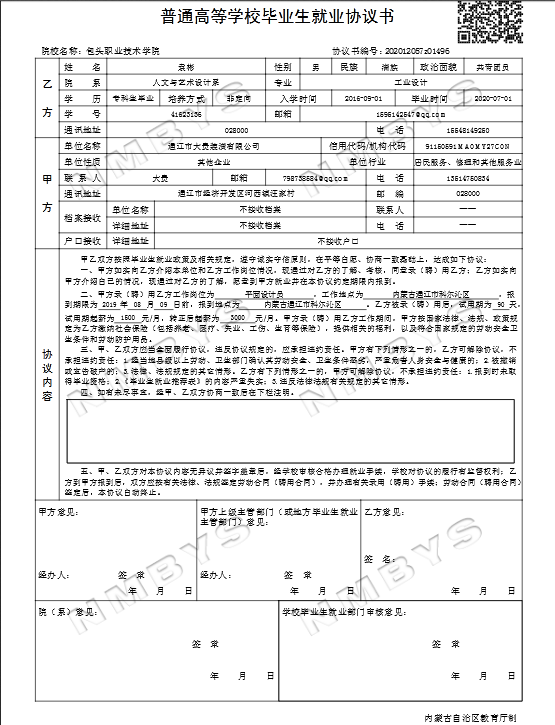 普通高等学校毕业生就业协议书
院校名称：包头职业技术学院 协议书编号：202012057z01496
乙方
姓 名 袁彬 性别 男 民族 满族 政治面貌 共青团员
院 系 人文与艺术设计系 专业 工业设计
学 历 专科生毕业 培养方式 非定向 入学时间 2016-09-01 毕业时间 2020-07-01
学 号 41623136 邮箱 1596142547@qq.com
通讯地址 028000 电 话 15648149250
甲方
单位名称 通辽市大贵装潢有限公司 信用代码/机构代码 91150591MA0MYZ7C0N
单位性质 其他企业 单位行业 居民服务、修理和其他服务业
联 系 人 大贵 邮箱 798738584@qq.com 电 话 13514750834
通讯地址 通辽市经济开发区河西镇汪家村 邮 编 028000
档案接收 单位名称 不接收档案 联系人 ——
详细地址 不接收档案 电 话 ——
户口接收 详细地址 不接收户口
协议内容
甲乙双方按照毕业生就业政策及相关规定，遵守诚实守信原则，在平等自愿、协商一致基础上，达成如下协议：
一、甲方如实向乙方介绍本单位和乙方工作岗位情况，现通过对乙方的了解、考核，同意录（聘）用乙方；乙方如实向
甲方介绍自己的情况，现通过对乙方的了解，愿意到甲方就业并在本协议约定期限内报到。
二、甲方录（聘）用乙方工作岗位为 平面设计员 ，工作地点为 内蒙古通辽市科尔沁区 ，报
到期限为 2019 年 08 月 09 日前，报到地点为 内蒙古通辽市科尔沁区 。乙方被录（聘）用后，试用期为 90 天，
试用期起薪为 1500 元/月，转正后起薪为 3000 元/月。甲方录（聘）用乙方工作期间，甲方按国家法律、法规、政策规
定为乙方缴纳社会保险（包括养老、医疗、失业、工伤、生育等保险），提供相关的福利，以及符合国家规定的劳动安全卫
生条件和劳动防护用品。
三、甲、乙双方应当全面履行协议，违反协议规定的，应承担违约责任。甲方有下列情形之一的，乙方可解除协议，不
承担违约责任：1.经当地县级以上劳动、卫生部门确认其劳动安全、卫生条件恶劣，严重危害人身安全与健康的；2.被撤销
或宣告破产的；3.法律、法规规定的其它情形。乙方有下列情形之一的，甲方可解除协议，不承担违约责任：1.报到时未取
得毕业资格；2.《毕业生就业推荐表》的内容严重失实；3.违反法律法规有关规定的其它情形。
四、如有未尽事宜，经甲、乙双方协商一致后在下栏注明。
五、甲、乙双方对本协议内容无异议并签字盖章后，经学校审核合格办理就业手续，学校对协议的履行有监督权利；乙
方到甲方报到后，双方应按有关法律、法规签定劳动合同（聘用合同），并办理有关录用（聘用）手续；劳动合同（聘用合同）
签定后，本协议自动终止。
甲方意见： 甲方上级主管部门（或地方毕业生就业 乙方意见：
主管部门）意见：
签 名：
经办人： 签 章 经办人： 签 章
年 月 日 年 月 日 年 月 日
院（系）意见： 学校毕业生就业部门审核意见：
签 章 签 章
年 月 日 年 月 日
内蒙古自治区教育厅制
NMBYS
NMBYS
NMBYS
NMBYS
NMBYS
NMBYS